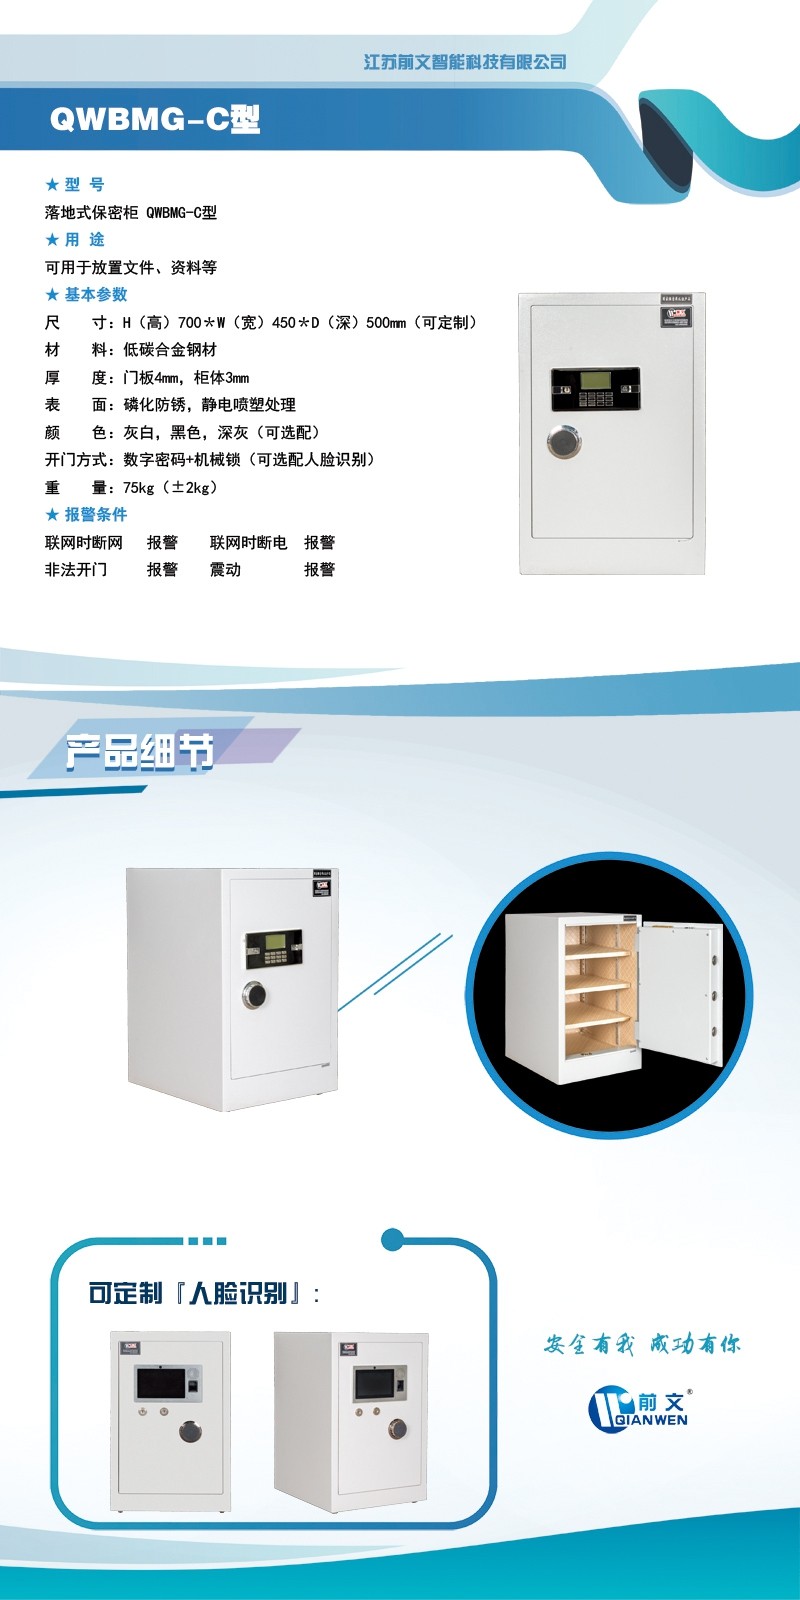 江苏前文智能科技有限公司
QWBMG-C型
★ 型 号
落地式保密柜 QWBMG-C型
★ 用 途
可用于放置文件、资料等
★ 基本参数
尺 寸：H（高）700*W（宽）450*D（深）500mm（可定制）
材 料：低碳合金钢材
厚 度：门板4mm，柜体3mm
表 面：磷化防锈，静电喷塑处理
颜 色：灰白，黑色，深灰（可选配）
开门方式：数字密码+机械锁（可选配人脸识别）
重 量：75kg（±2kg）
★ 报警条件
联网时断网 报警 联网时断电 报警
非法开门 报警 震动 报警
产品细节
可定制『人脸识别』：
安全有我 成功有你
前文®
QIANWEN